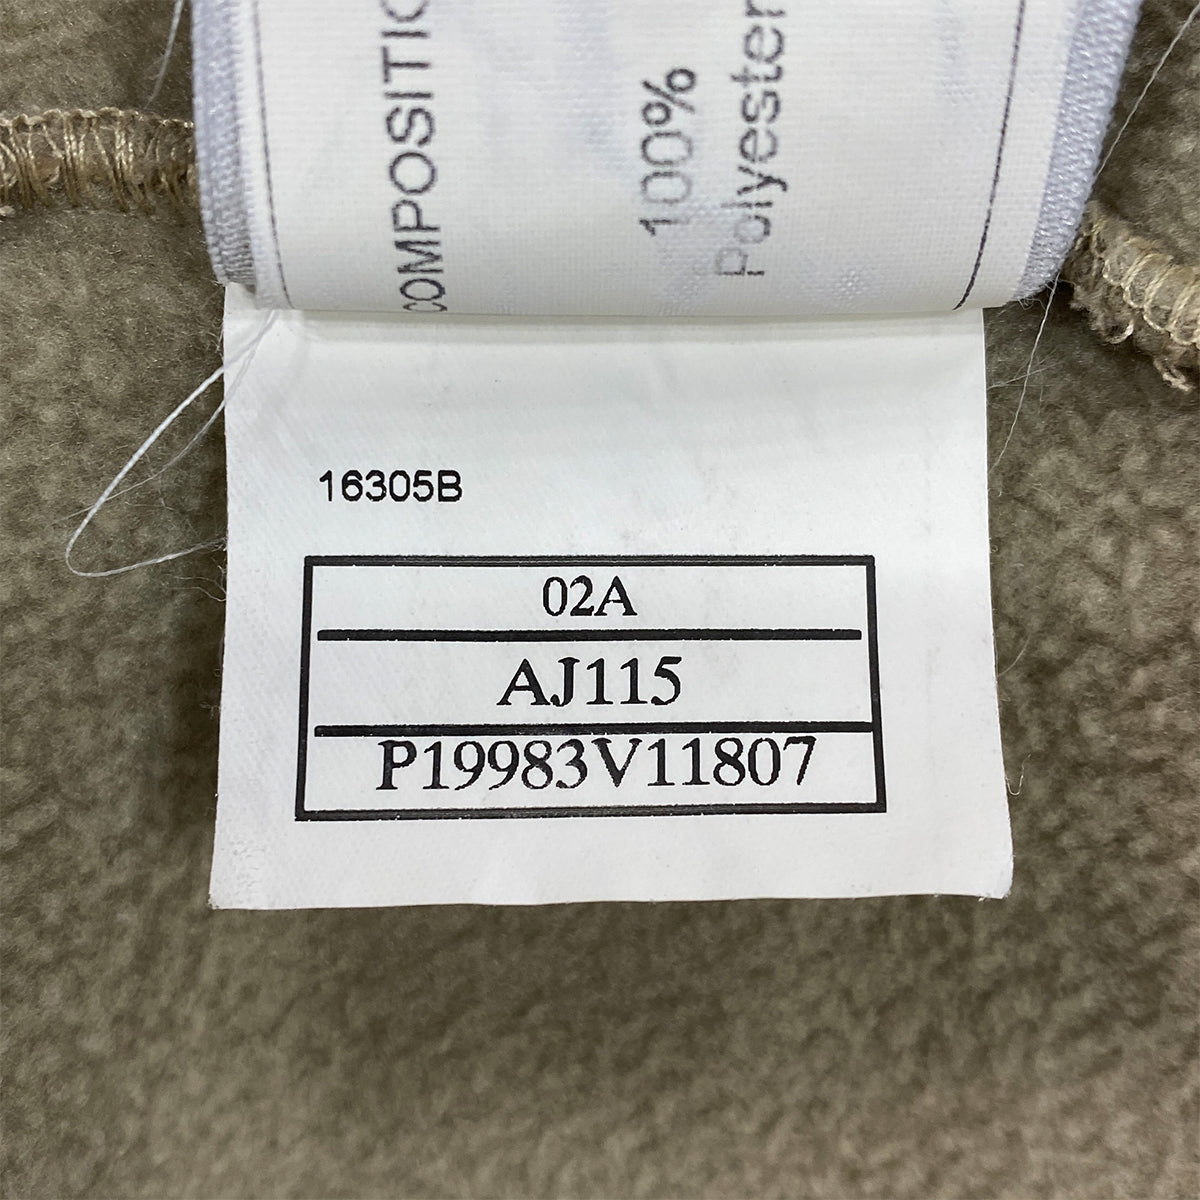 COMPOSITIO
100%
Polyester
16305B
02A
AJ115
P19983V11807